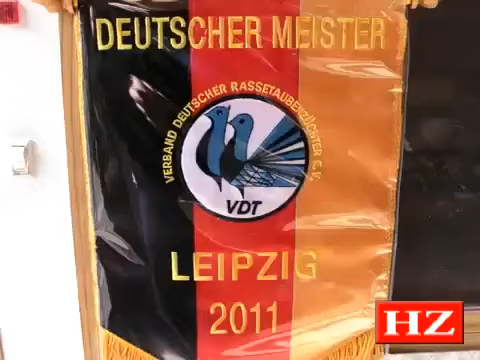 DEUTSCHER MEISTER
VERBAND DEUTSCHER RASSETAUBENZÜCHTER E.V.
VDT
LEIPZIG
2011
HZ